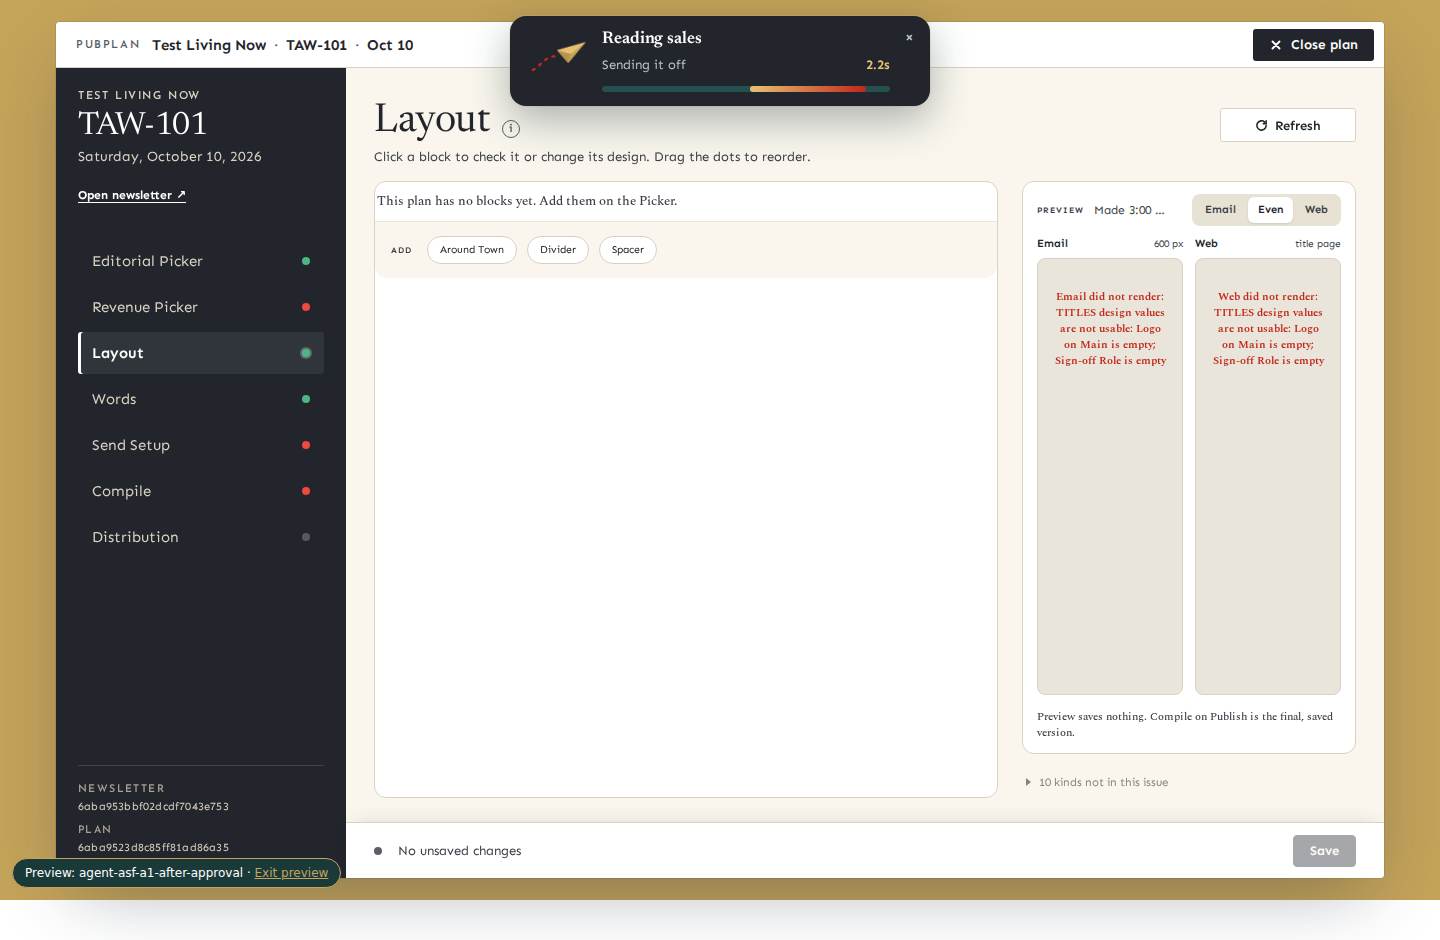 PUBPLAN Test Living Now · TAW-101 · Oct 10
Reading sales
×
Sending it off
2.2s
Close plan
TEST LIVING NOW
TAW-101
Saturday, October 10, 2026
Open newsletter ↗
Editorial Picker
Revenue Picker
Layout
Words
Send Setup
Compile
Distribution
NEWSLETTER
6aba953bbf02dcdf7043e753
PLAN
6aba9523d8c85ff81ad86a35
Preview: agent-asf-a1-after-approval · Exit preview
Layout
i
Refresh
Click a block to check it or change its design. Drag the dots to reorder.
This plan has no blocks yet. Add them on the Picker.
ADD Around Town Divider Spacer
PREVIEW Made 3:00 ... Email Even Web
Email 600 px Web title page
Email did not render:
TITLES design values
are not usable: Logo
on Main is empty;
Sign-off Role is empty
Web did not render:
TITLES design values
are not usable: Logo
on Main is empty;
Sign-off Role is empty
Preview saves nothing. Compile on Publish is the final, saved
version.
10 kinds not in this issue
No unsaved changes
Save